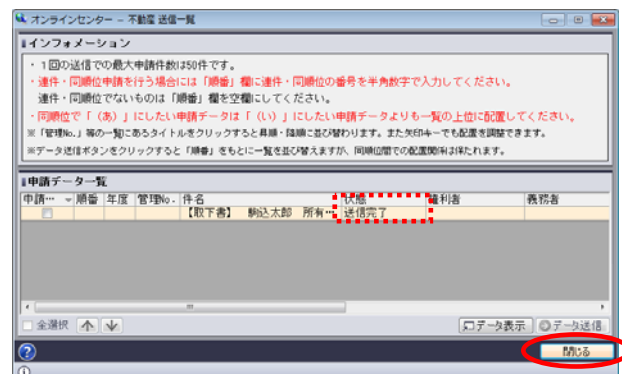 オンラインセンター － 不動産 送信一覧
インフォメーション
・１回の送信での最大申請件数は50件です。
・連件・同順位申請を行う場合には「順番」欄に連件・同順位の番号を半角数字で入力してください。
連件・同順位でないものは「順番」欄を空欄にしてください。
・同順位で「（あ）」にしたい申請データは「（い）」にしたい申請データよりも一覧の上位に配置してください。
※「管理No.」等の一覧にあるタイトルをクリックすると昇順・降順に並び替わります。また矢印キーでも配置を調整できます。
※データ送信ボタンをクリックすると「順番」をもとに一覧を並び替えますが、同順位間での配置関係は保たれます。
申請データ一覧
申請… 順番 年度 管理No. 件名 状態 権利者 義務者
【取下書】 駒込太郎 所有… 送信完了
全選択 データ表示 データ送信
閉じる